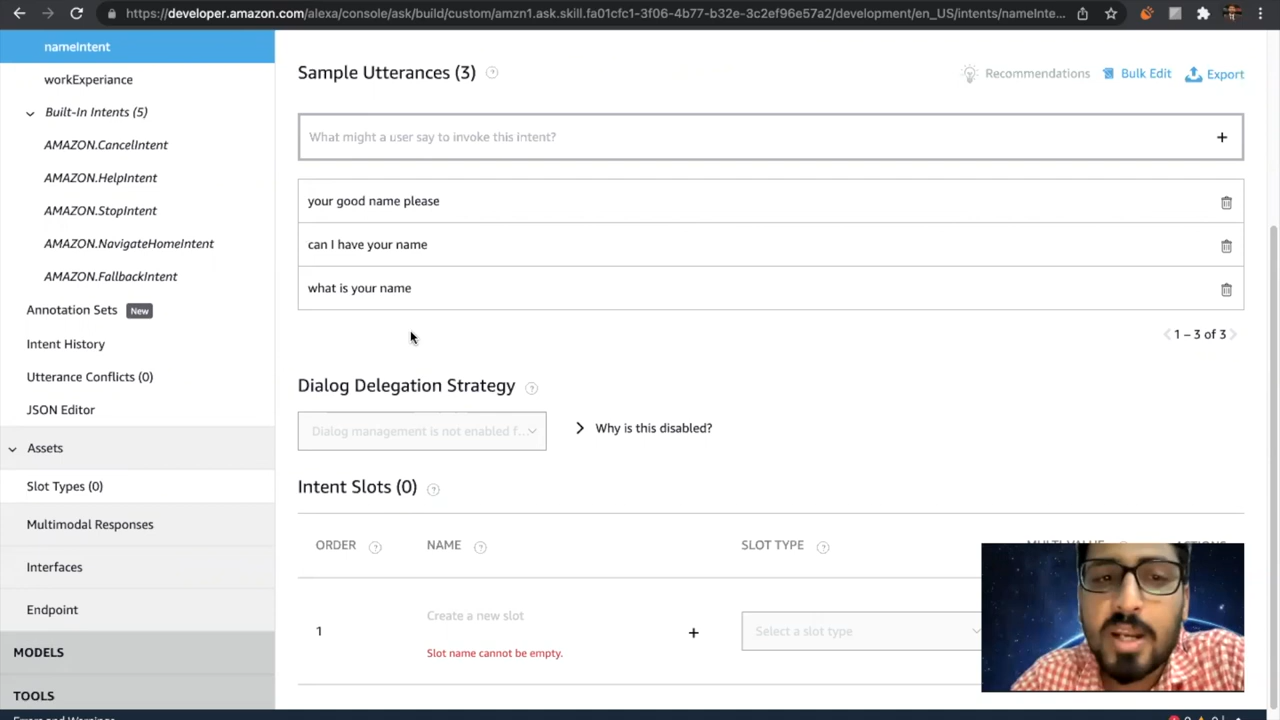 https://developer.amazon.com/alexa/console/ask/build/custom/amzn1.ask.skill.fa01cfc1-3f06-4b77-b32e-3c2ef96e57a2/development/en_US/intents/nameInte...
nameIntent
workExperiance
Built-In Intents (5)
AMAZON.CancelIntent
AMAZON.HelpIntent
AMAZON.StopIntent
AMAZON.NavigateHomeIntent
AMAZON.FallbackIntent
Annotation Sets New
Intent History
Utterance Conflicts (0)
JSON Editor
Assets
Slot Types (0)
Multimodal Responses
Interfaces
Endpoint
MODELS
TOOLS
Sample Utterances (3)
Recommendations Bulk Edit Export
What might a user say to invoke this intent?
your good name please
can I have your name
what is your name
1 – 3 of 3
Dialog Delegation Strategy
Dialog management is not enabled f... Why is this disabled?
Intent Slots (0)
ORDER NAME SLOT TYPE
1 Create a new slot Select a slot type
Slot name cannot be empty.